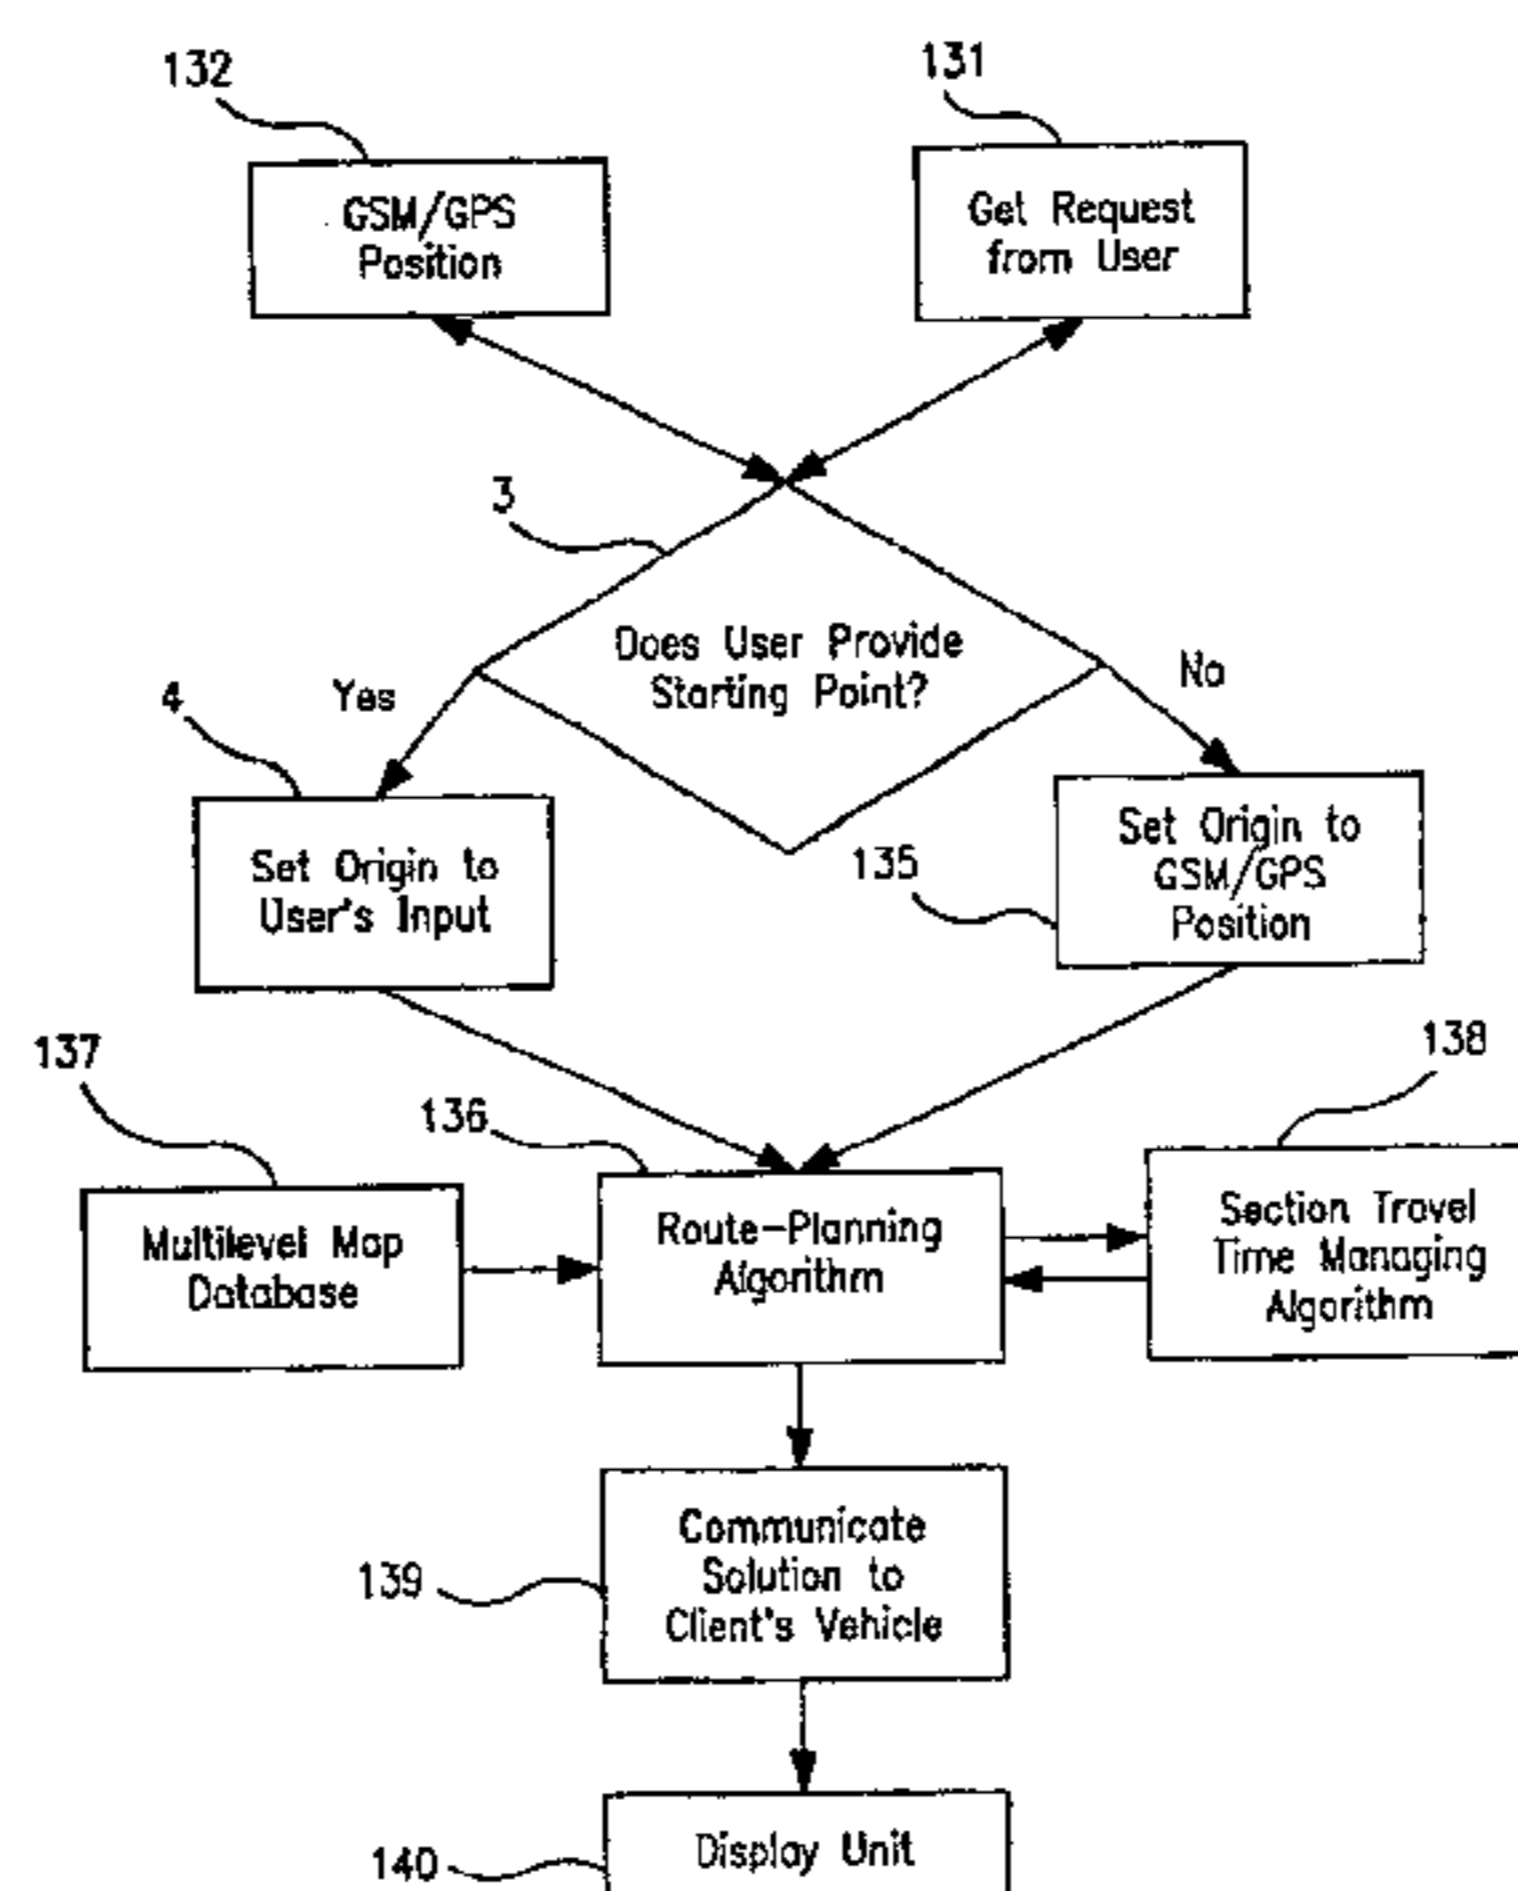 132
131
GSM/GPS
Position
Get Request
from User
3
Does User Provide
Starting Point?
Yes
No
4
Set Origin to
User's Input
135
Set Origin to
GSM/GPS
Position
137
136
138
Multilevel Map
Database
Route-Planning
Algorithm
Section Travel
Time Managing
Algorithm
139
Communicate
Solution to
Client's Vehicle
140
Display Unit